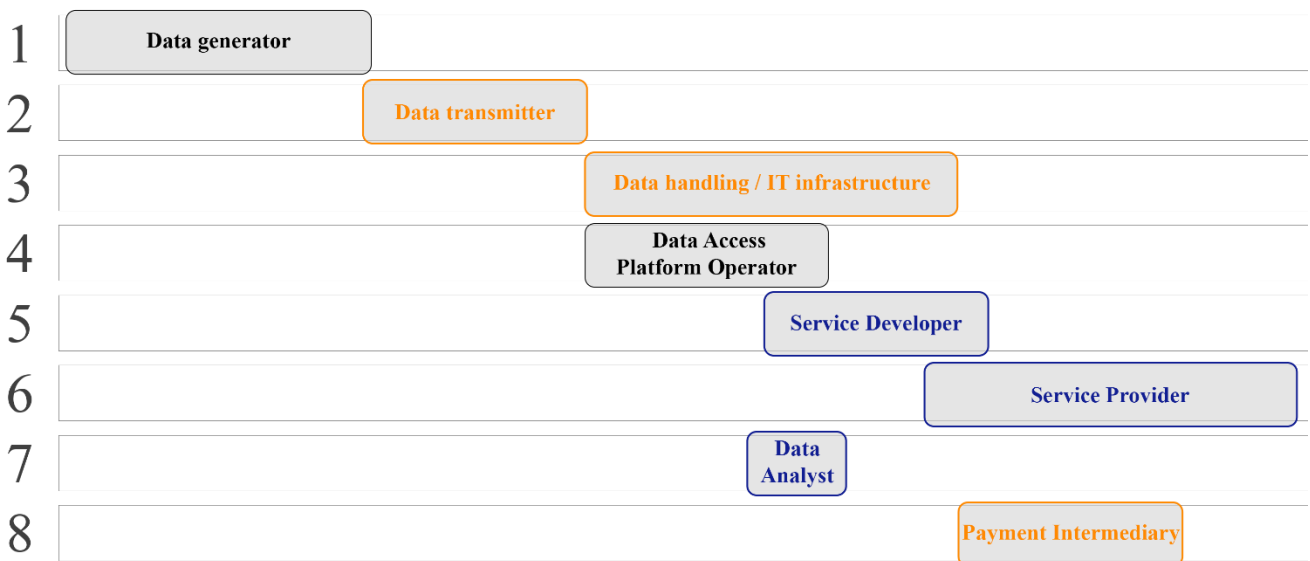 1 Data generator
2 Data transmitter
3 Data handling / IT infrastructure
4 Data Access
Platform Operator
5 Service Developer
6 Service Provider
7 Data
Analyst
8 Payment Intermediary